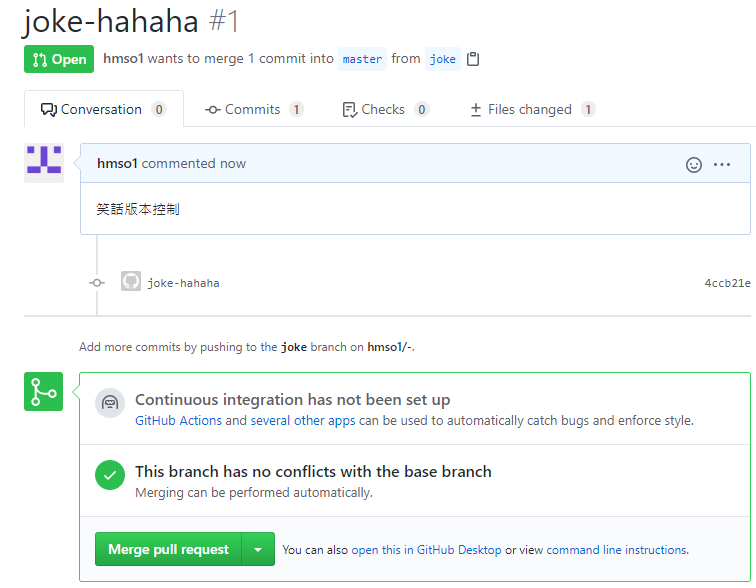 joke-hahaha #1
Open hmso1 wants to merge 1 commit into master from joke
Conversation 0 Commits 1 Checks 0 Files changed 1
hmso1 commented now
笑話版本控制
joke-hahaha 4ccb21e
Add more commits by pushing to the joke branch on hmso1/-.
Continuous integration has not been set up
GitHub Actions and several other apps can be used to automatically catch bugs and enforce style.
This branch has no conflicts with the base branch
Merging can be performed automatically.
Merge pull request You can also open this in GitHub Desktop or view command line instructions.